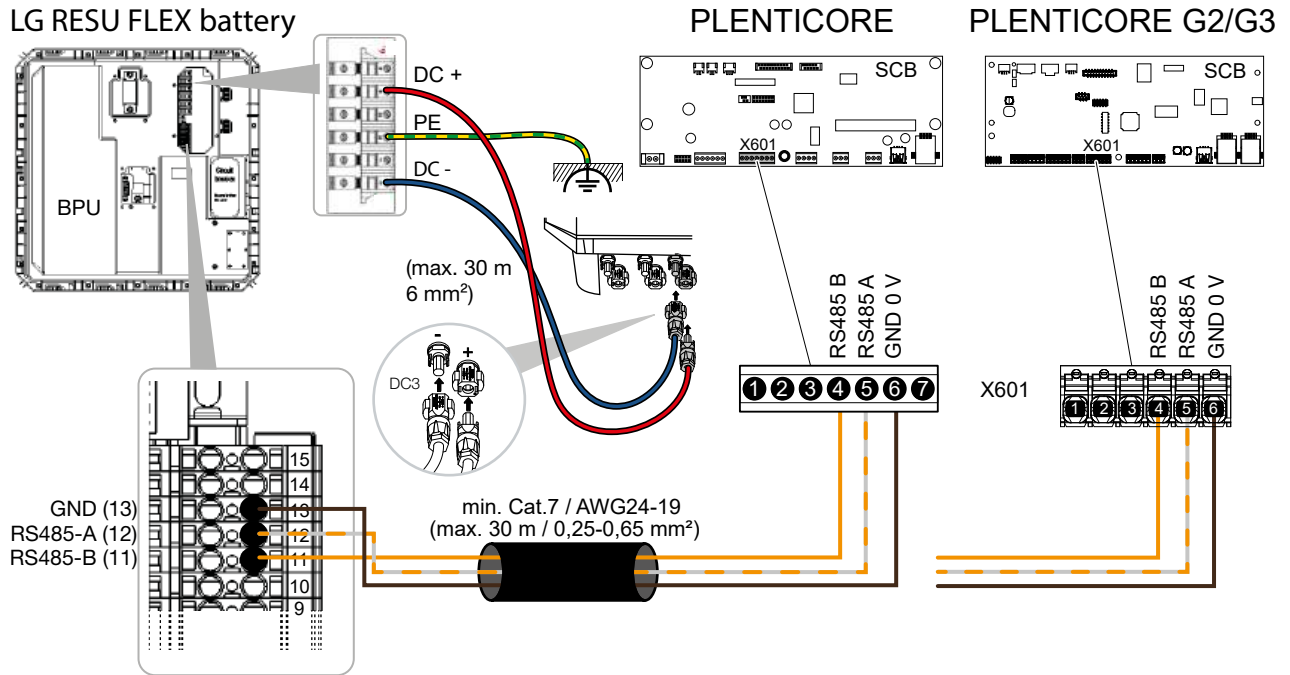 LG RESU FLEX battery
PLENTICORE
PLENTICORE G2/G3
DC +
PE
DC -
SCB
X601
SCB
X601
BPU
(max. 30 m
6 mm²)
- +
DC3
RS485 B
RS485 A
GND 0 V
RS485 B
RS485 A
GND 0 V
1 2 3 4 5 6 7
X601
1 2 3 4 5 6
15
14
GND (13) 13
RS485-A (12) 12
RS485-B (11) 11
10
9
min. Cat.7 / AWG24-19
(max. 30 m / 0,25-0,65 mm²)